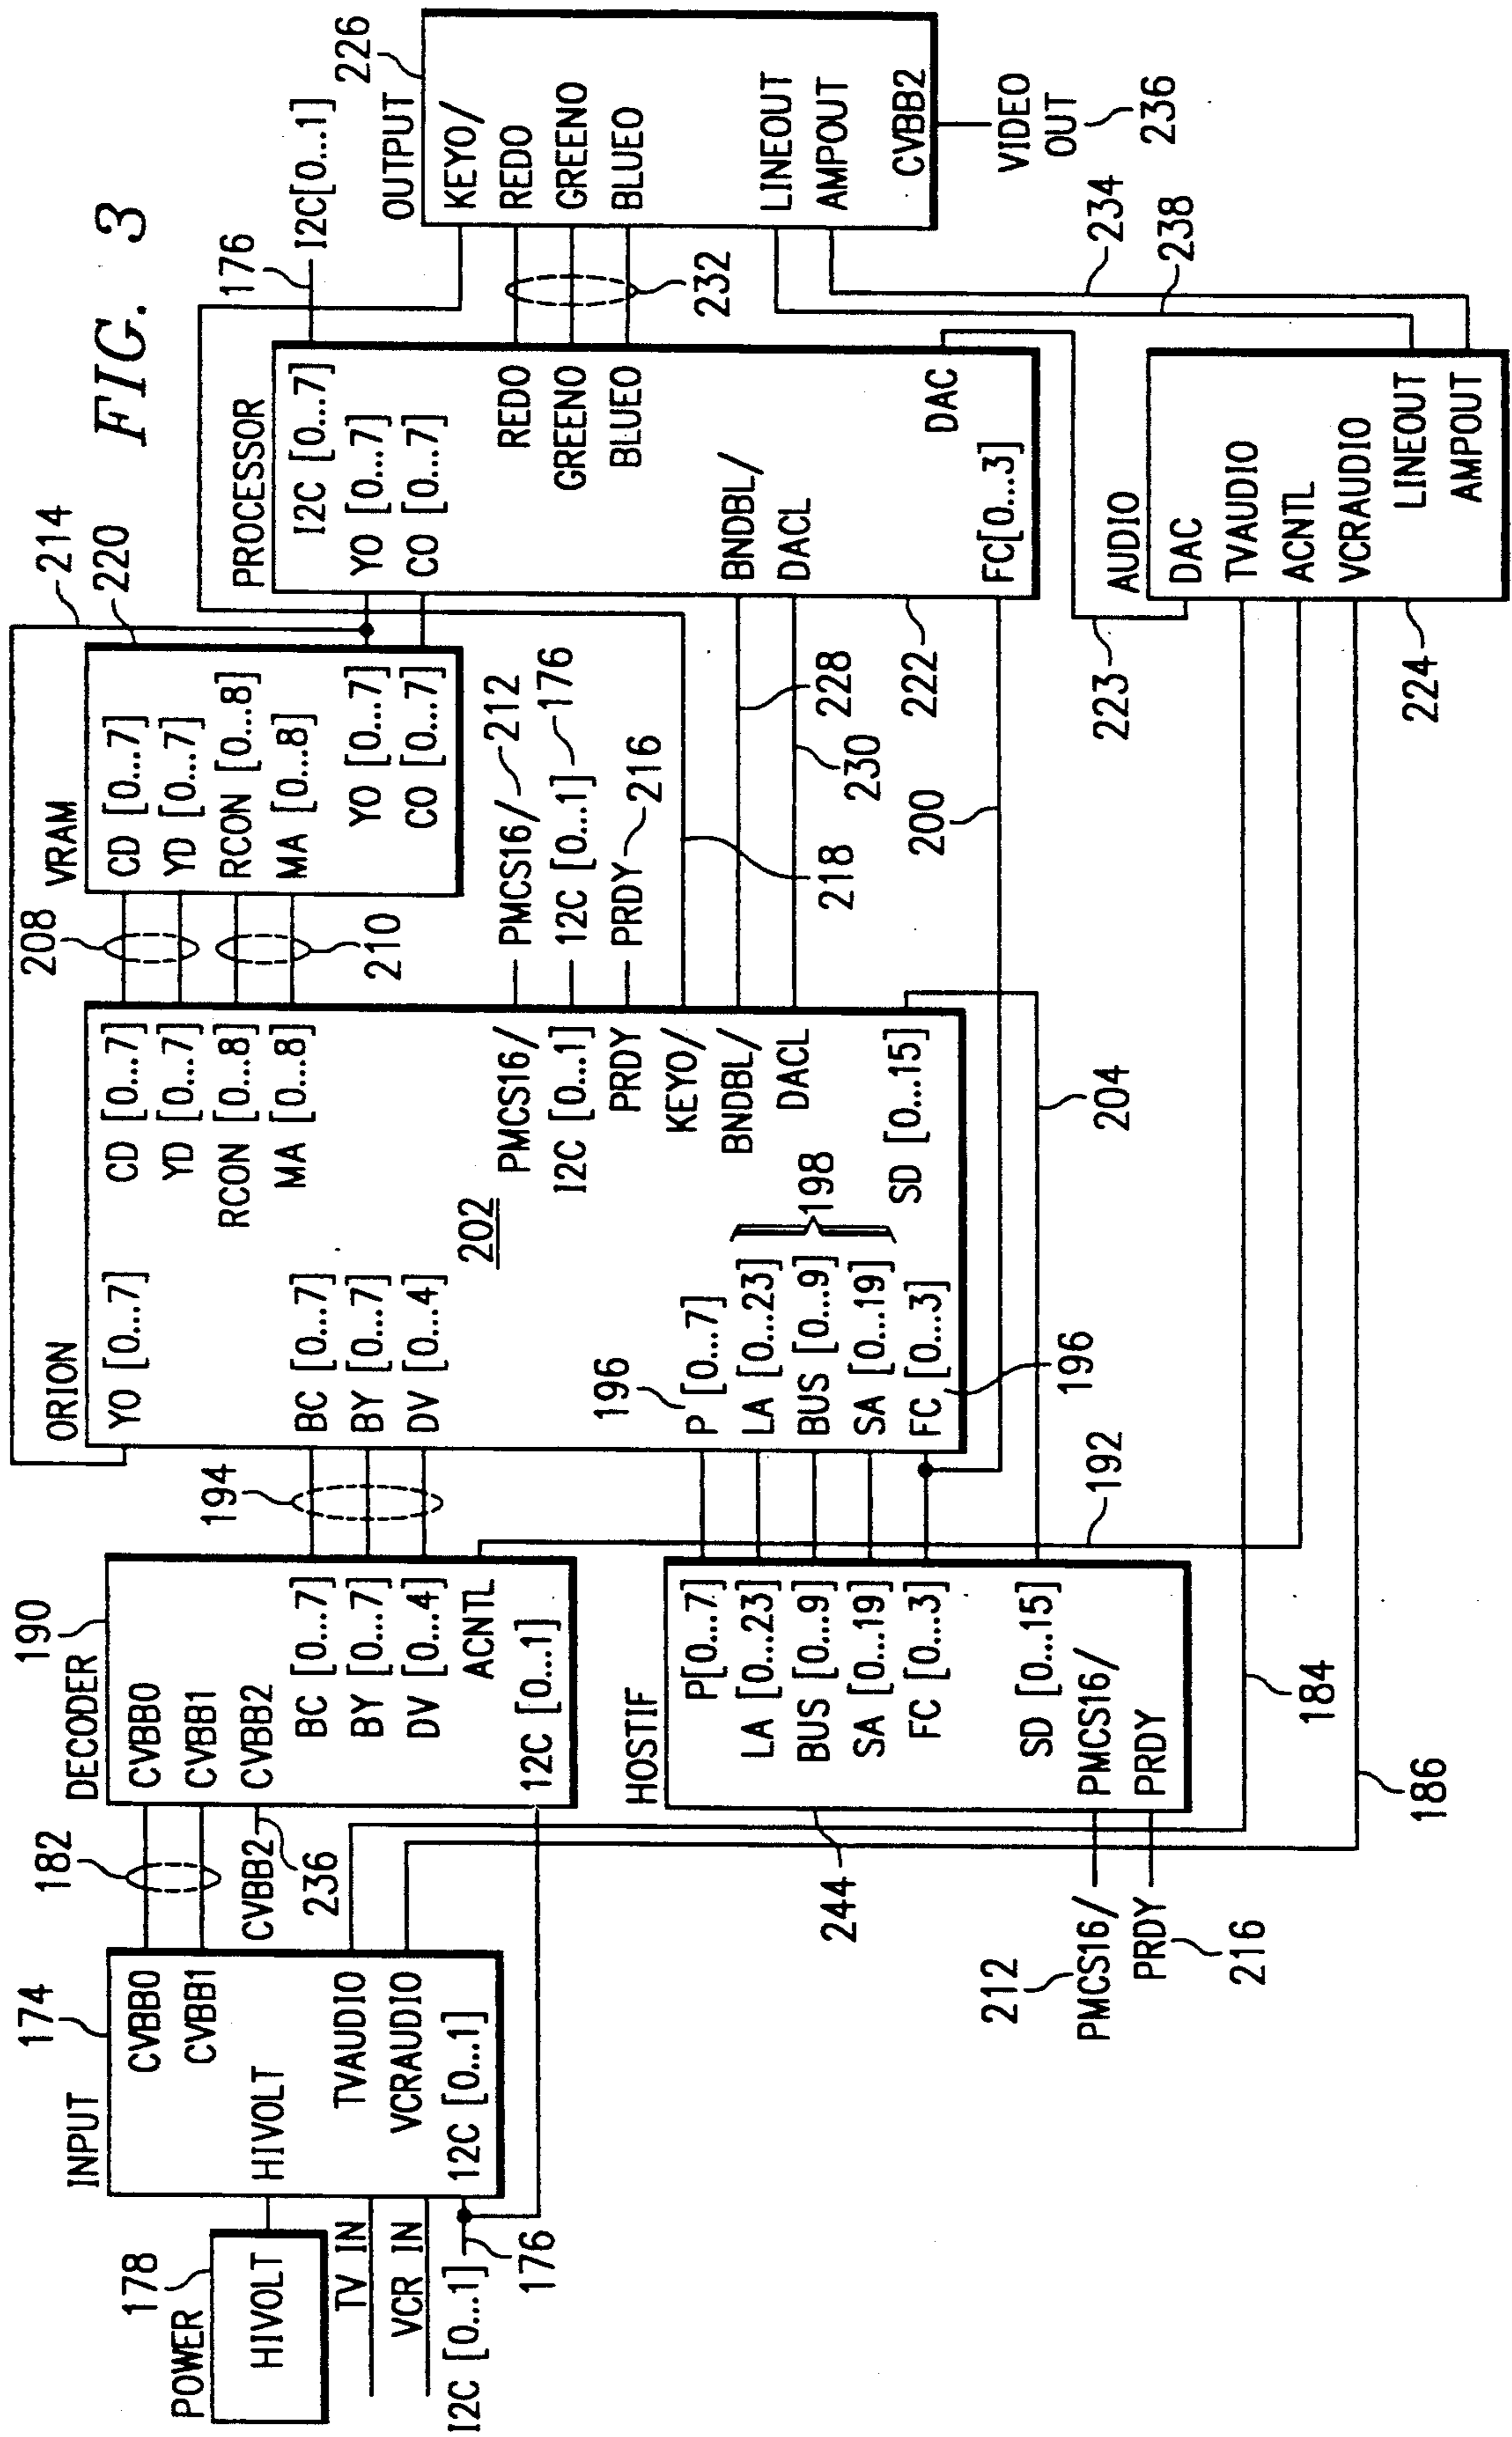 FIG. 3
POWER
178
HIVOLT
TV IN
VCR IN
I2C [0...1]
176
INPUT
174
CVBB0
CVBB1
HIVOLT
TVAUDIO
VCRAUDIO
12C [0...1]
182
CVBB2
236
DECODER
190
CVBB0
CVBB1
CVBB2
BC [0...7]
BY [0...7]
DV [0...4]
ACNTL
12C [0...1]
194
HOSTIF
244
P[0...7]
LA [0...23]
BUS [0...9]
SA [0...19]
FC [0...3]
SD [0...15]
PMCS16/
PRDY
212
PMCS16/
PRDY
216
184
186
192
ORION
YO [0...7]
BC [0...7]
BY [0...7]
DV [0...4]
202
196
P [0...7]
LA [0...23]
BUS [0...9]
SA [0...19]
198
FC [0...3]
196
CD [0...7]
YD [0...7]
RCON [0...8]
MA [0...8]
PMCS16/
I2C [0...1]
PRDY
KEYO/
BNDBL/
DACL
SD [0...15]
204
208
210
PMCS16/
212
12C [0...1]
176
PRDY
216
218
228
230
200
VRAM
220
214
CD [0...7]
YD [0...7]
RCON [0...8]
MA [0...8]
YO [0...7]
CO [0...7]
PROCESSOR
I2C [0...7]
YO [0...7]
CO [0...7]
REDO
GREENO
BLUEO
BNDBL/
DACL
DAC
FC[0...3]
222
223
176
I2C[0...1]
232
AUDIO
DAC
TVAUDIO
ACNTL
VCRAUDIO
LINEOUT
AMPOUT
224
234
238
OUTPUT
226
KEYO/
REDO
GREENO
BLUEO
LINEOUT
AMPOUT
CVBB2
VIDEO
OUT
236